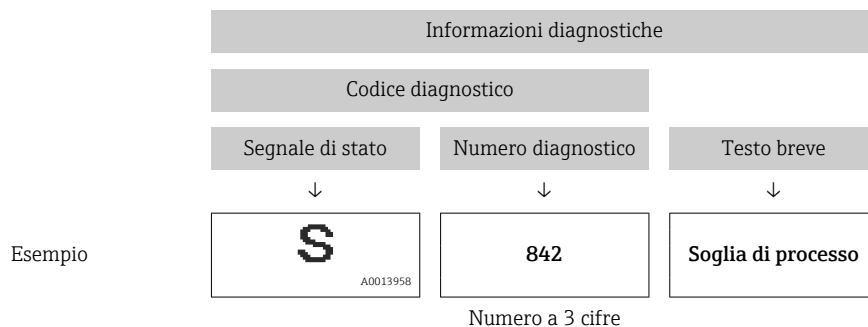 Informazioni diagnostiche
Codice diagnostico
Segnale di stato Numero diagnostico Testo breve
↓ ↓ ↓
Esempio S 842 Soglia di processo
A0013958
Numero a 3 cifre